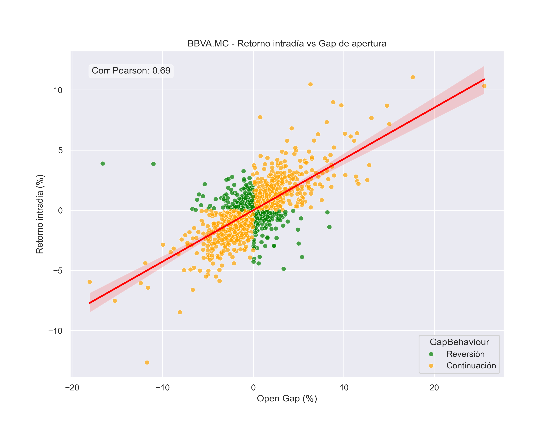 BBVA.MC - Retorno intradía vs Gap de apertura
Corr Pearson: 0.69
Retorno intradía (%)
10
5
0
−5
−10
−20
−10
0
10
20
Open Gap (%)
GapBehaviour
Reversión
Continuación